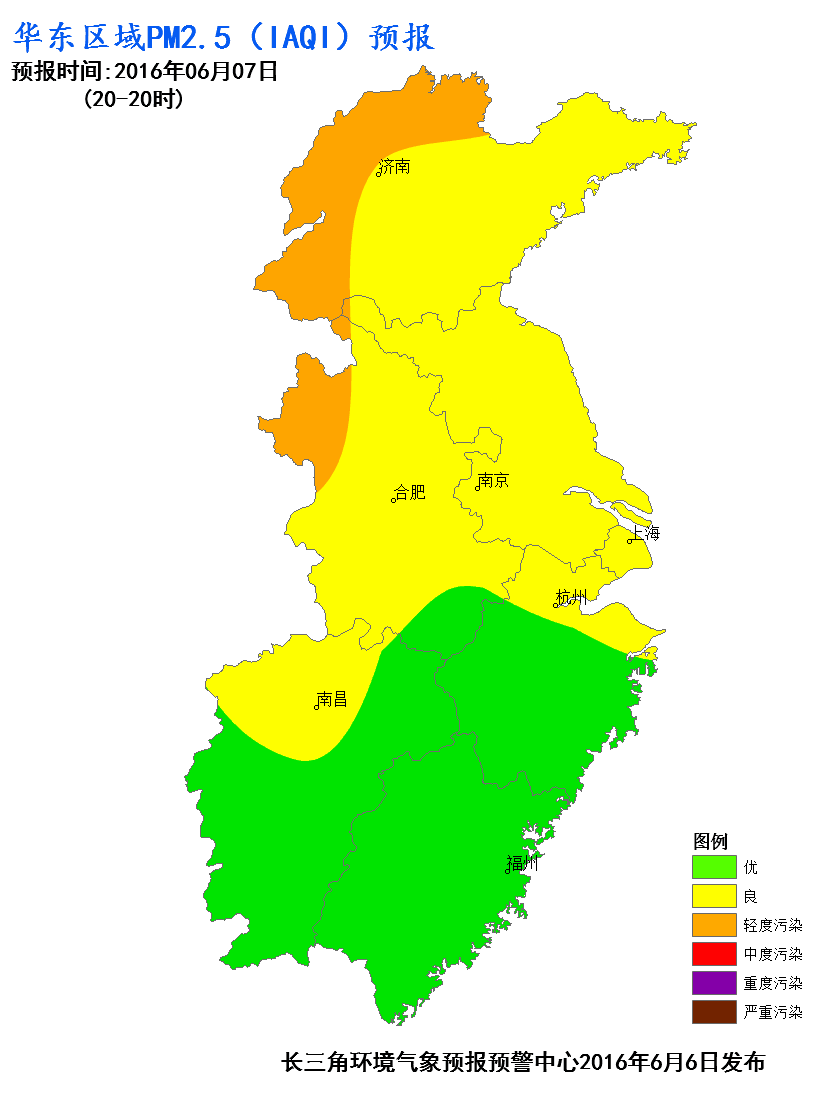 华东区域PM2.5（IAQI）预报
预报时间:2016年06月07日
(20-20时)
济南
合肥
南京
上海
杭州
南昌
福州
图例
优
良
轻度污染
中度污染
重度污染
严重污染
长三角环境气象预报预警中心2016年6月6日发布